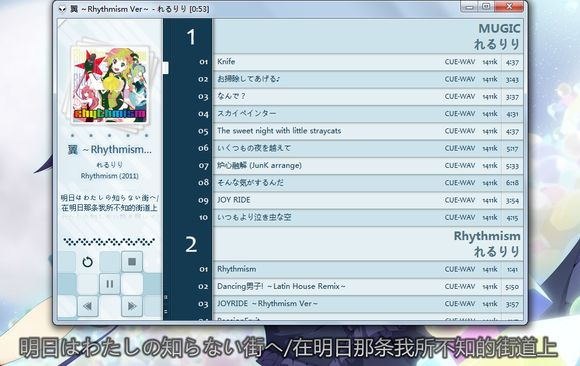 翼 ~Rhythmism Ver~ - れるりり [0:53]
Rhythmism
翼 ~Rhythmism...
れるりり
Rhythmism (2011)
明日はわたしの知らない街へ/
在明日那条我所不知的街道上
1
MUGIC
れるりり
01 Knife CUE-WAV 1411k 4:37
02 お掃除してあげる♪ CUE-WAV 1411k 3:43
03 なんで? CUE-WAV 1411k 3:37
04 スカイペインター CUE-WAV 1411k 4:31
05 The sweet night with little straycats CUE-WAV 1411k 4:37
06 いくつもの夜を越えて CUE-WAV 1411k 5:17
07 炉心融解 (JunK arrange) CUE-WAV 1411k 5:33
08 そんな気がするんだ CUE-WAV 1411k 6:18
09 JOY RIDE CUE-WAV 1411k 3:54
10 いつもより泣き虫な空 CUE-WAV 1411k 4:15
2
Rhythmism
れるりり
01 Rhythmism CUE-WAV 1411k 1:41
02 Dancing男子! ~Latin House Remix~ CUE-WAV 1411k 5:50
03 JOYRIDE ~Rhythmism Ver~ CUE-WAV 1411k 3:57
明日はわたしの知らない街へ/在明日那条我所不知的街道上